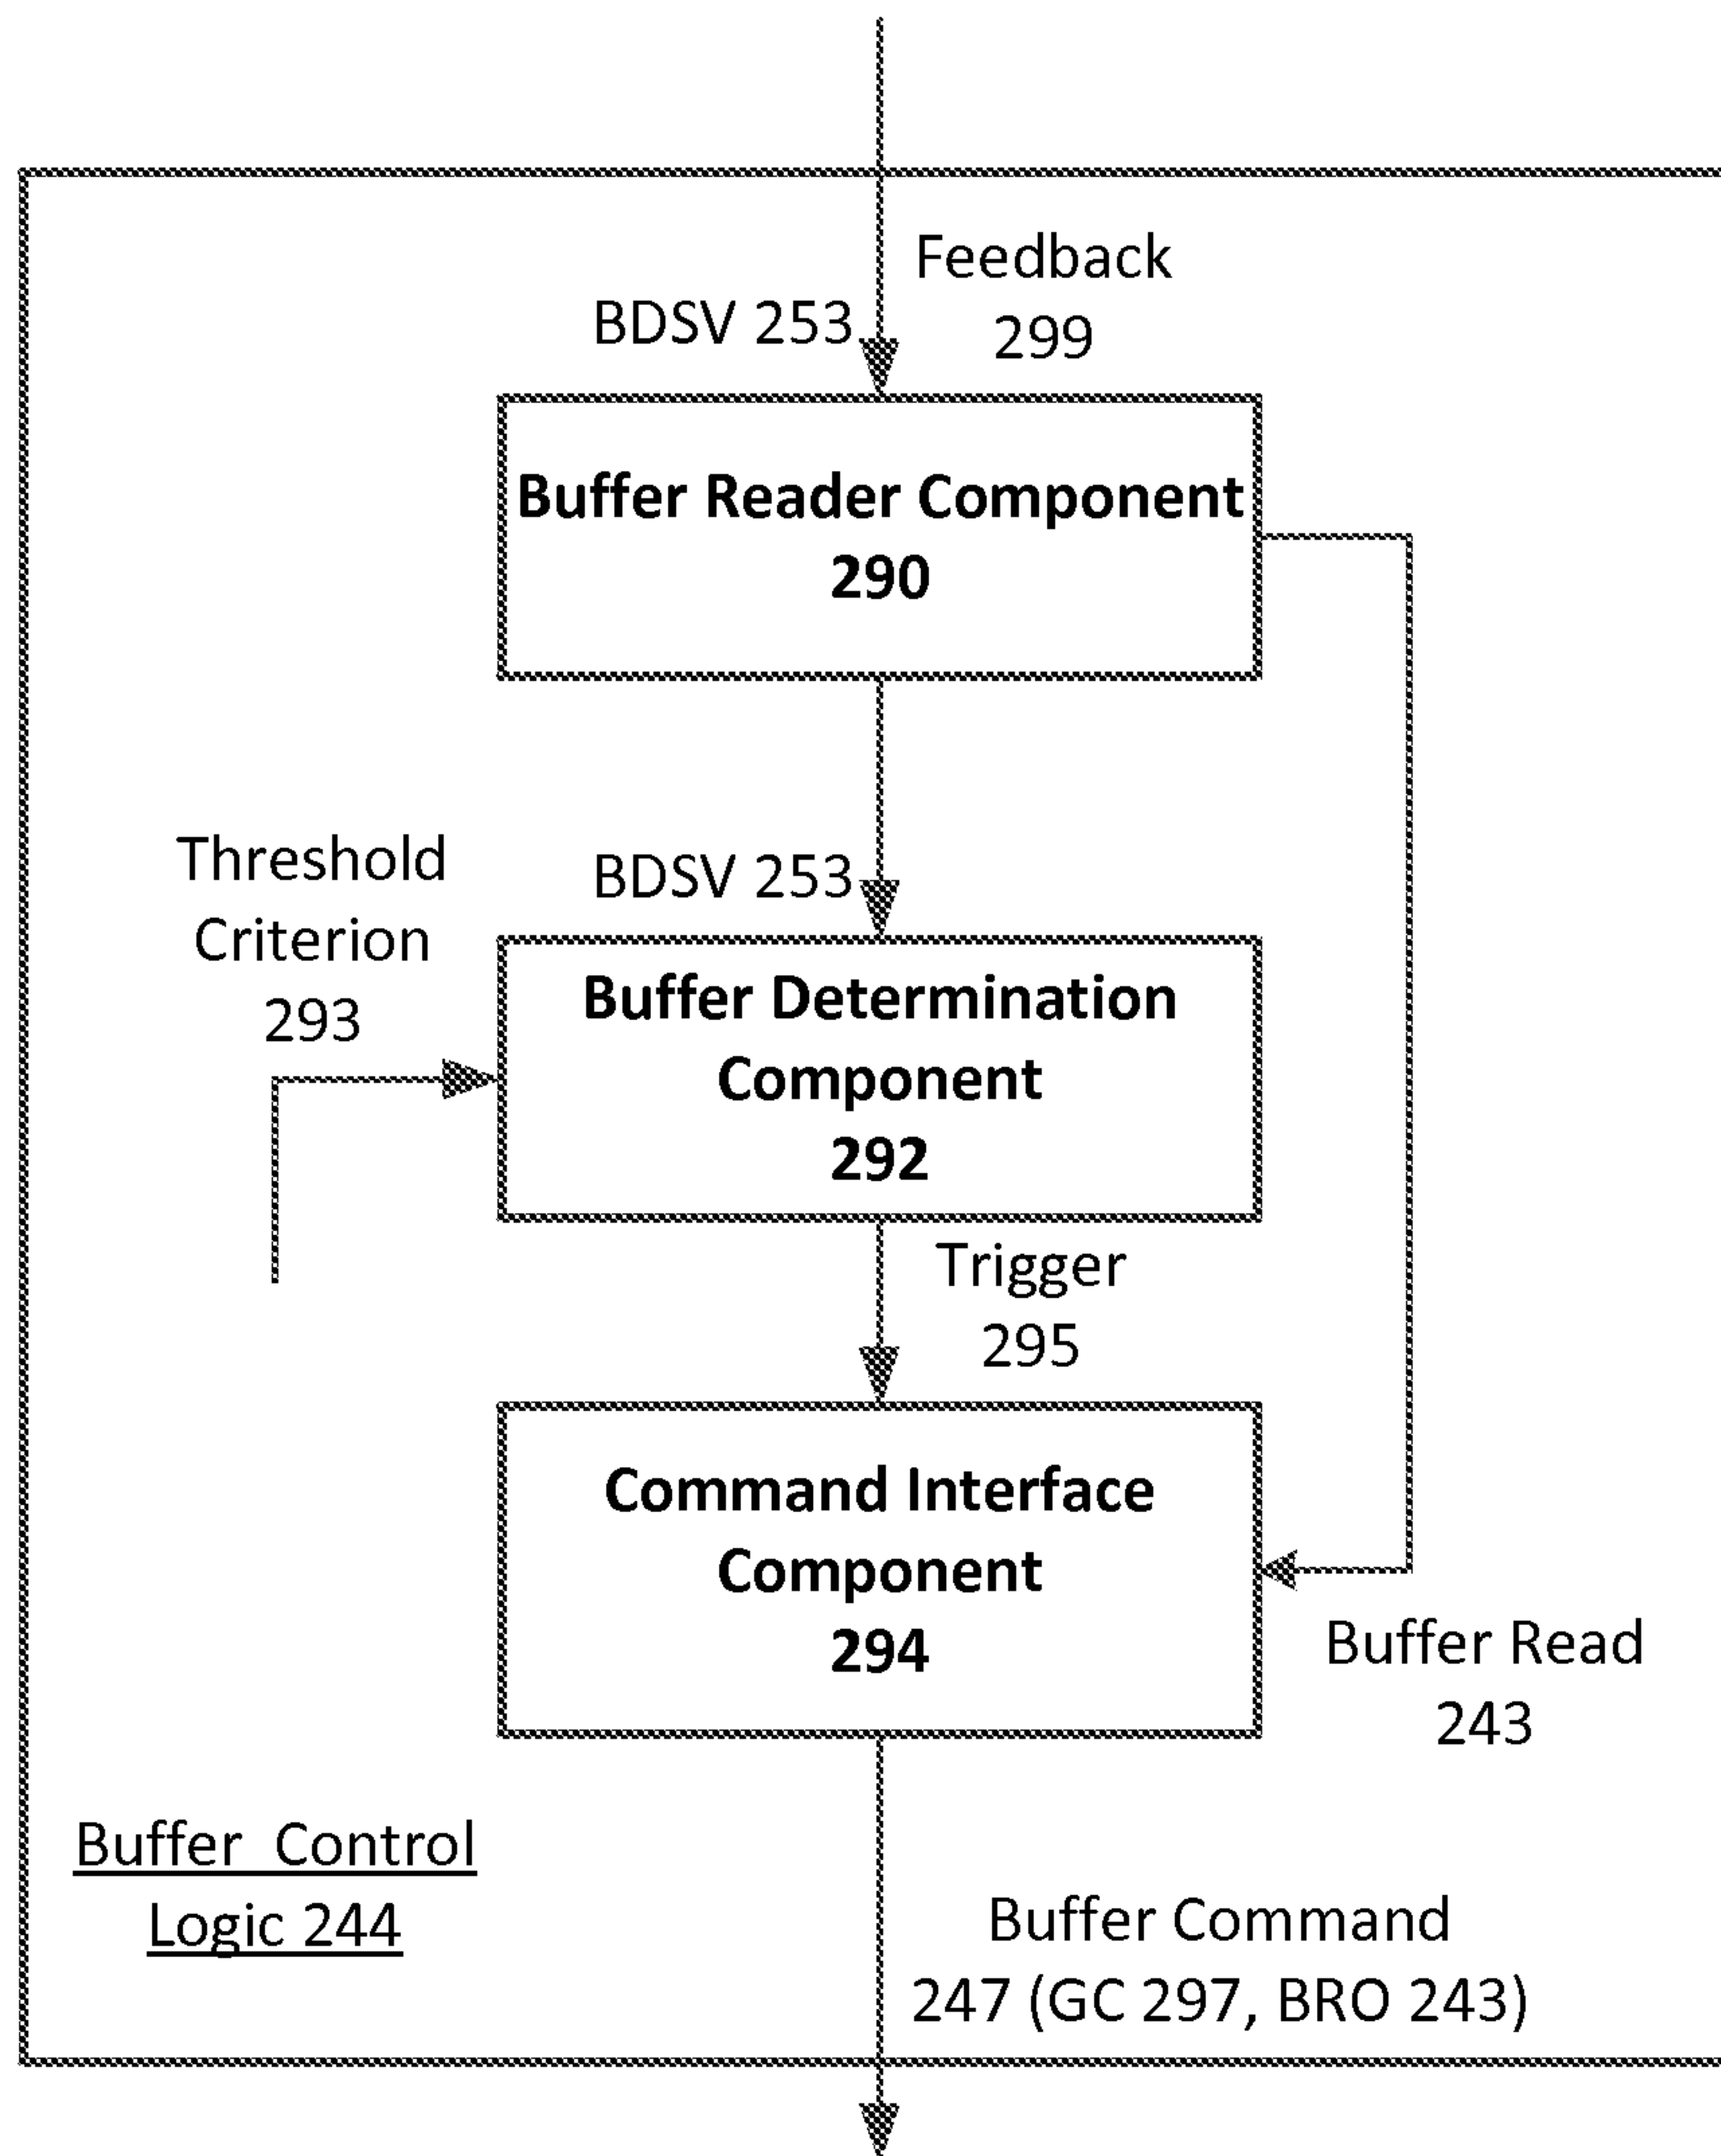 Feedback
299
BDSV 253
Buffer Reader Component
290
Threshold
Criterion
293
BDSV 253
Buffer Determination
Component
292
Trigger
295
Command Interface
Component
294
Buffer Read
243
Buffer Control
Logic 244
Buffer Command
247 (GC 297, BRO 243)